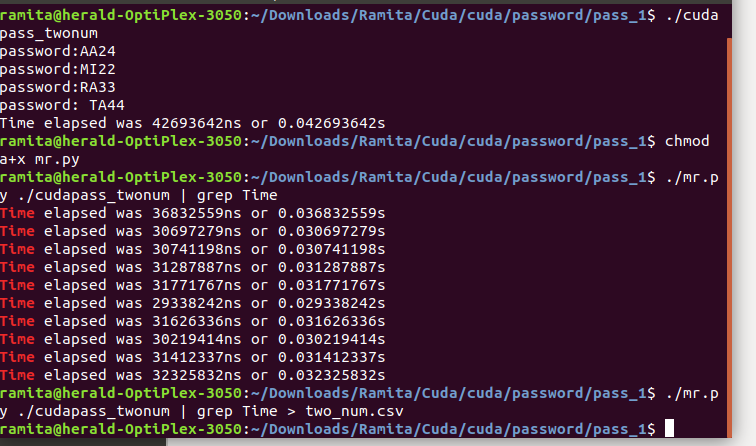 ramita@herald-OptiPlex-3050:~/Downloads/Ramita/Cuda/cuda/password/pass_1$ ./cuda
pass_twonum
password:AA24
password:MI22
password:RA33
password: TA44
Time elapsed was 42693642ns or 0.042693642s
ramita@herald-OptiPlex-3050:~/Downloads/Ramita/Cuda/cuda/password/pass_1$ chmod
a+x mr.py
ramita@herald-OptiPlex-3050:~/Downloads/Ramita/Cuda/cuda/password/pass_1$ ./mr.p
y ./cudapass_twonum | grep Time
Time elapsed was 36832559ns or 0.036832559s
Time elapsed was 30697279ns or 0.030697279s
Time elapsed was 30741198ns or 0.030741198s
Time elapsed was 31287887ns or 0.031287887s
Time elapsed was 31771767ns or 0.031771767s
Time elapsed was 29338242ns or 0.029338242s
Time elapsed was 31626336ns or 0.031626336s
Time elapsed was 30219414ns or 0.030219414s
Time elapsed was 31412337ns or 0.031412337s
Time elapsed was 32325832ns or 0.032325832s
ramita@herald-OptiPlex-3050:~/Downloads/Ramita/Cuda/cuda/password/pass_1$ ./mr.p
y ./cudapass_twonum | grep Time > two_num.csv
ramita@herald-OptiPlex-3050:~/Downloads/Ramita/Cuda/cuda/password/pass_1$